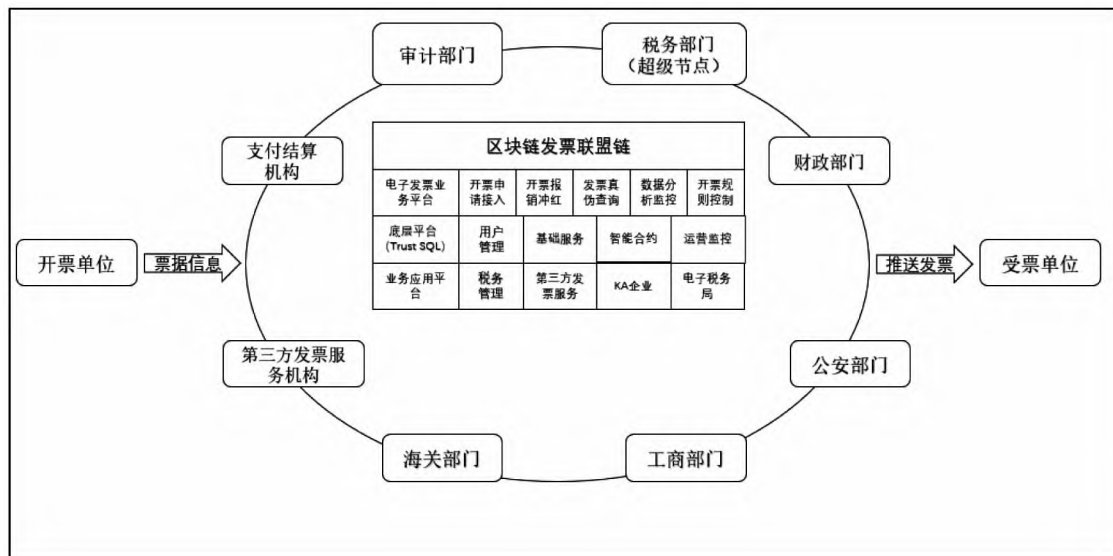 审计部门
税务部门
（超级节点）
支付结算
机构
财政部门
区块链发票联盟链
电子发票业
务平台
开票申
请接入
开票报
销冲红
发票真
伪查询
数据分
析监控
开票规
则控制
底层平台
(Trust SQL)
用户
管理
基础服务
智能合约
运营监控
业务应用平
台
税务
管理
第三方发
票服务
KA企业
电子税务
局
开票单位
票据信息
推送发票
受票单位
第三方发票服
务机构
公安部门
海关部门
工商部门